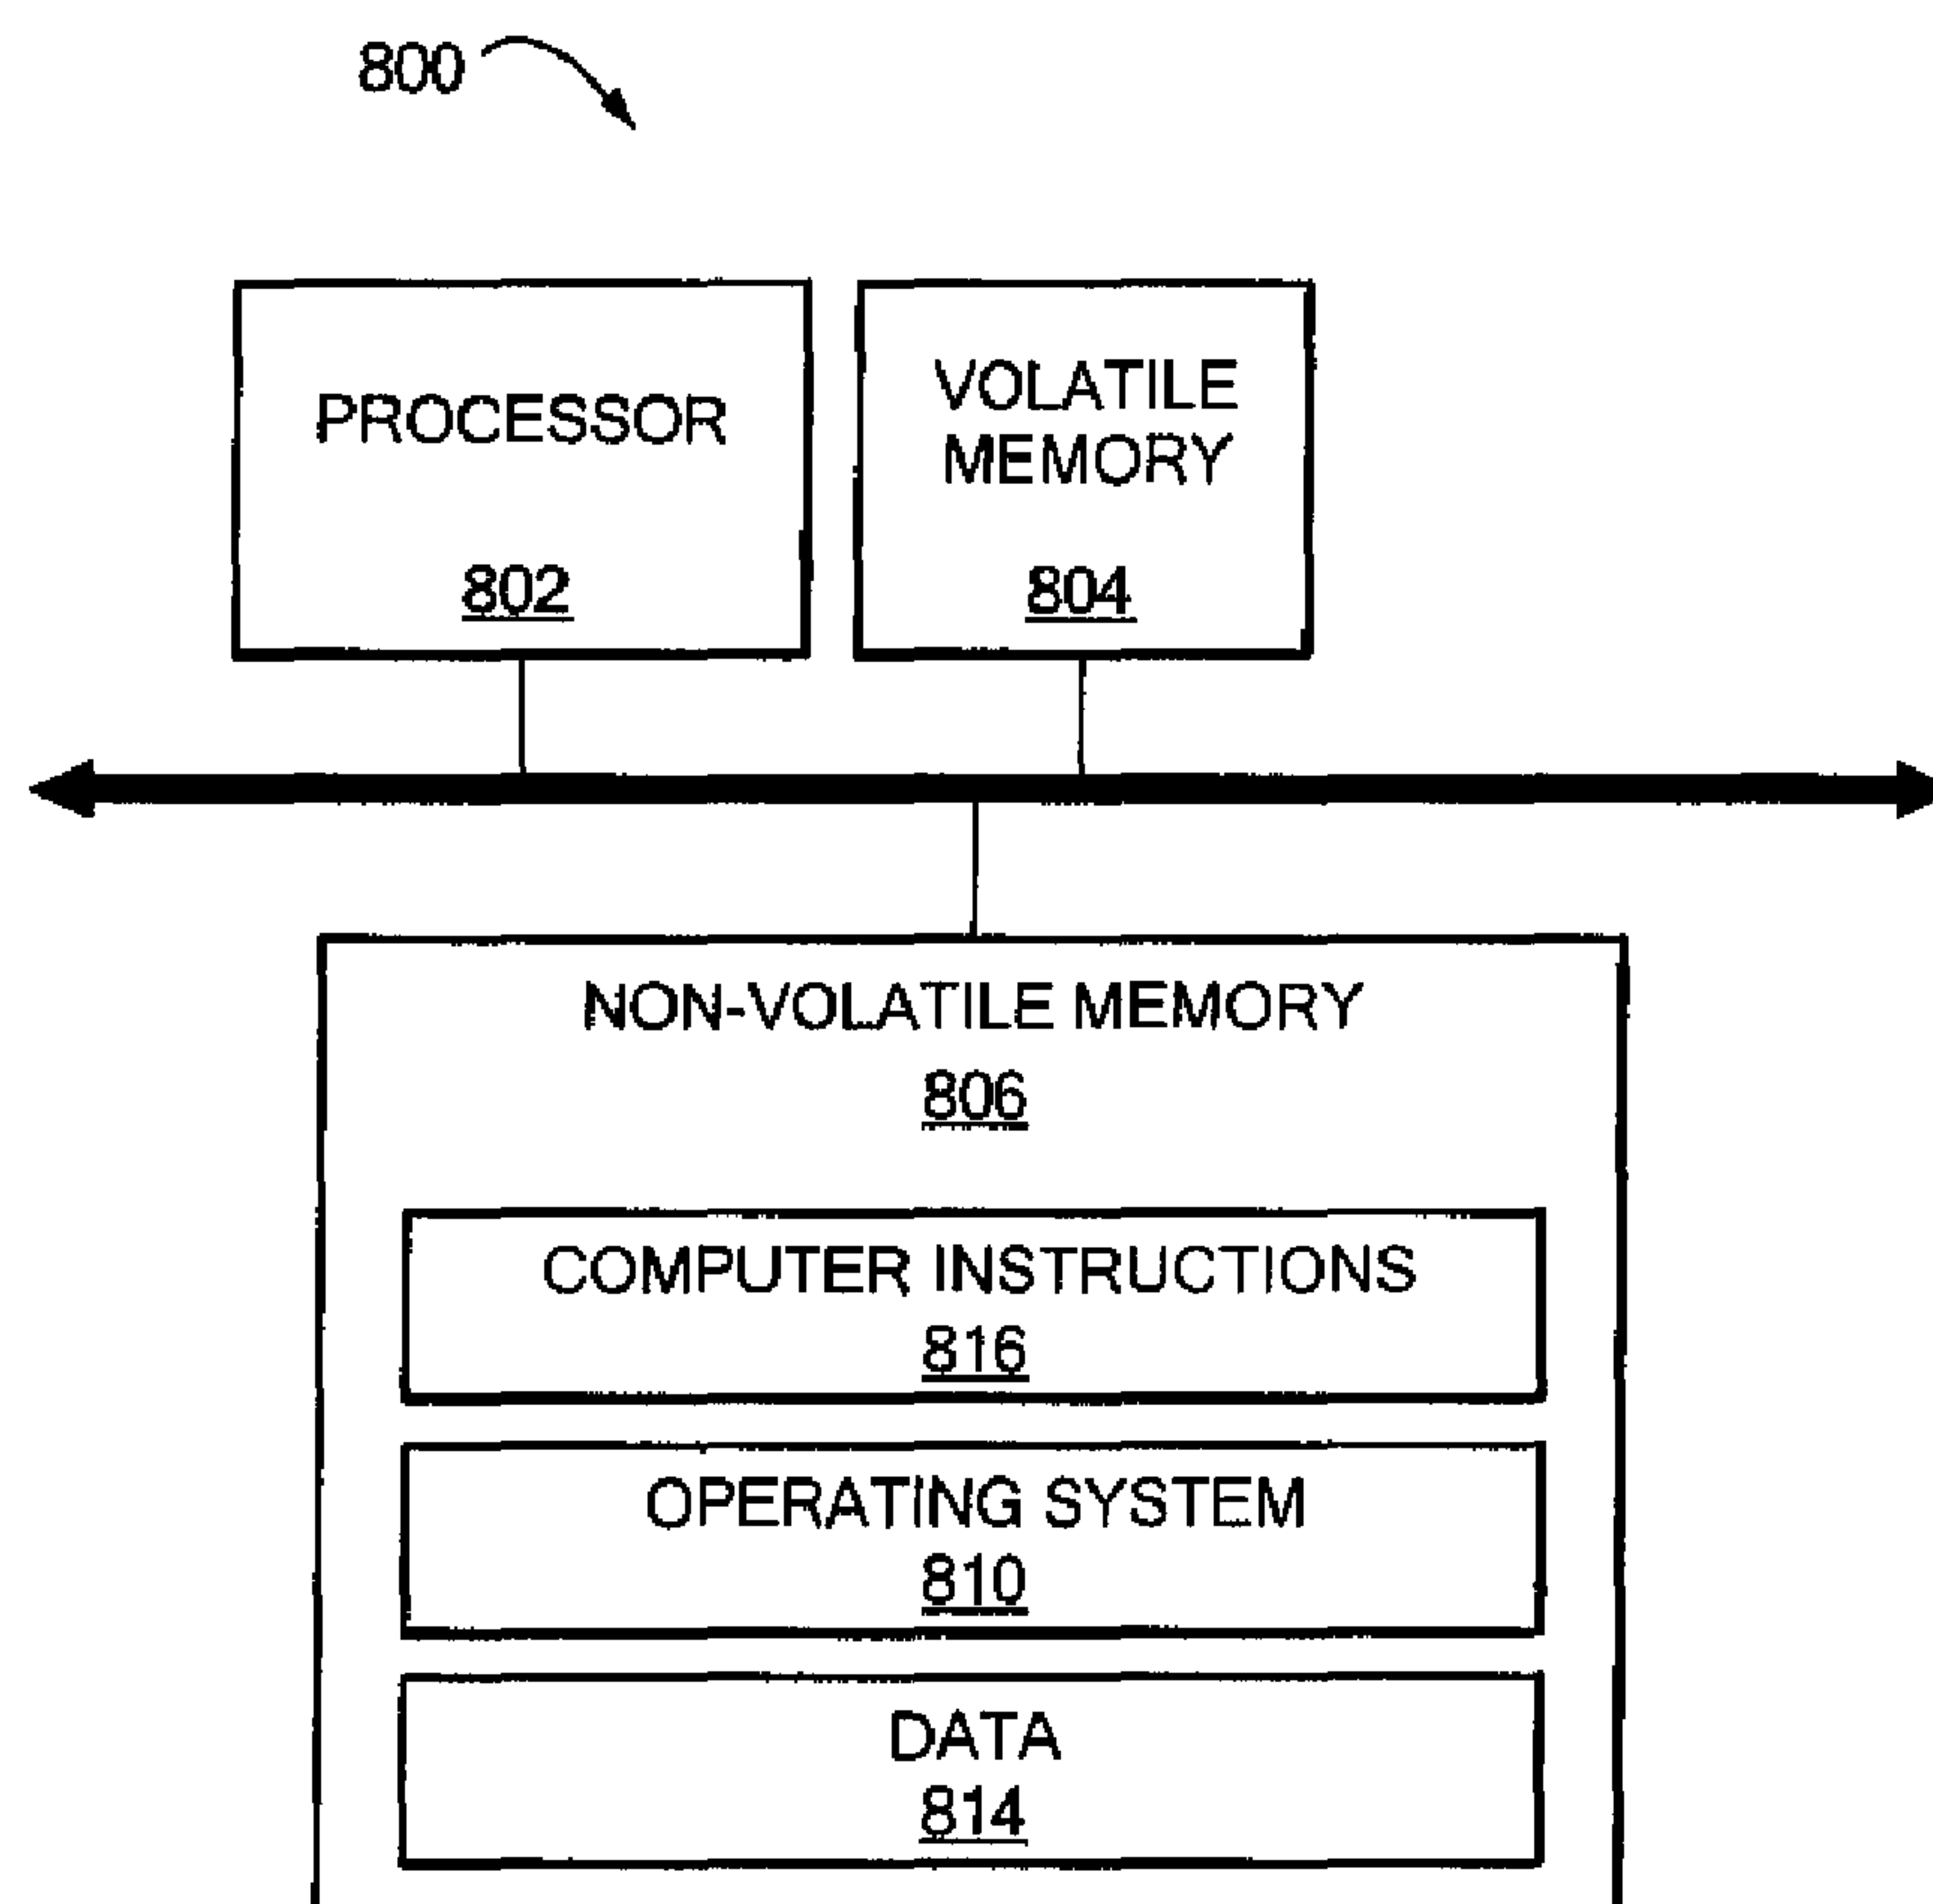 800
PROCESSOR
802
VOLATILE
MEMORY
804
NON-VOLATILE MEMORY
806
COMPUTER INSTRUCTIONS
816
OPERATING SYSTEM
810
DATA
814